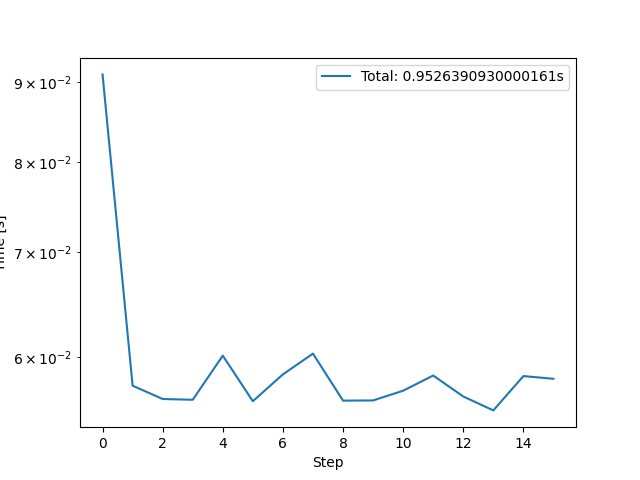 Total: 0.9526390930000161s
9 × 10⁻²
8 × 10⁻²
7 × 10⁻²
6 × 10⁻²
[s]
0 2 4 6 8 10 12 14
Step